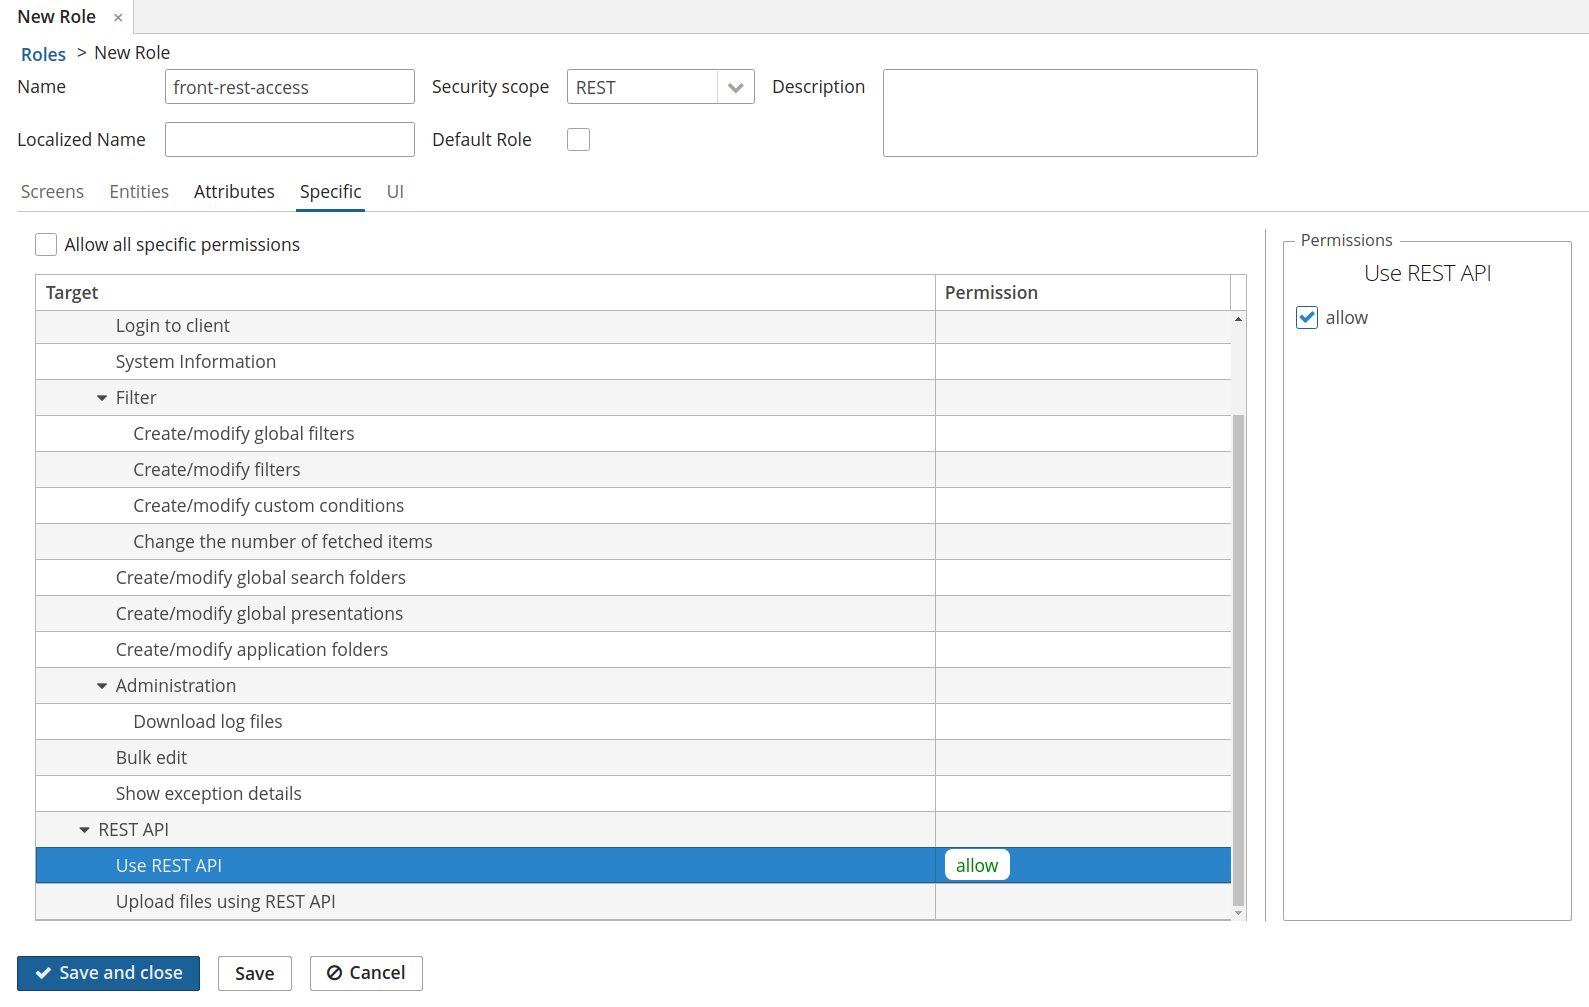 New Role ×
Roles > New Role
Name front-rest-access Security scope REST Description
Localized Name Default Role
Screens Entities Attributes Specific UI
Allow all specific permissions
Permissions
Use REST API
allow
Target Permission
Login to client
System Information
Filter
Create/modify global filters
Create/modify filters
Create/modify custom conditions
Change the number of fetched items
Create/modify global search folders
Create/modify global presentations
Create/modify application folders
Administration
Download log files
Bulk edit
Show exception details
REST API
Use REST API allow
Upload files using REST API
Save and close Save Cancel